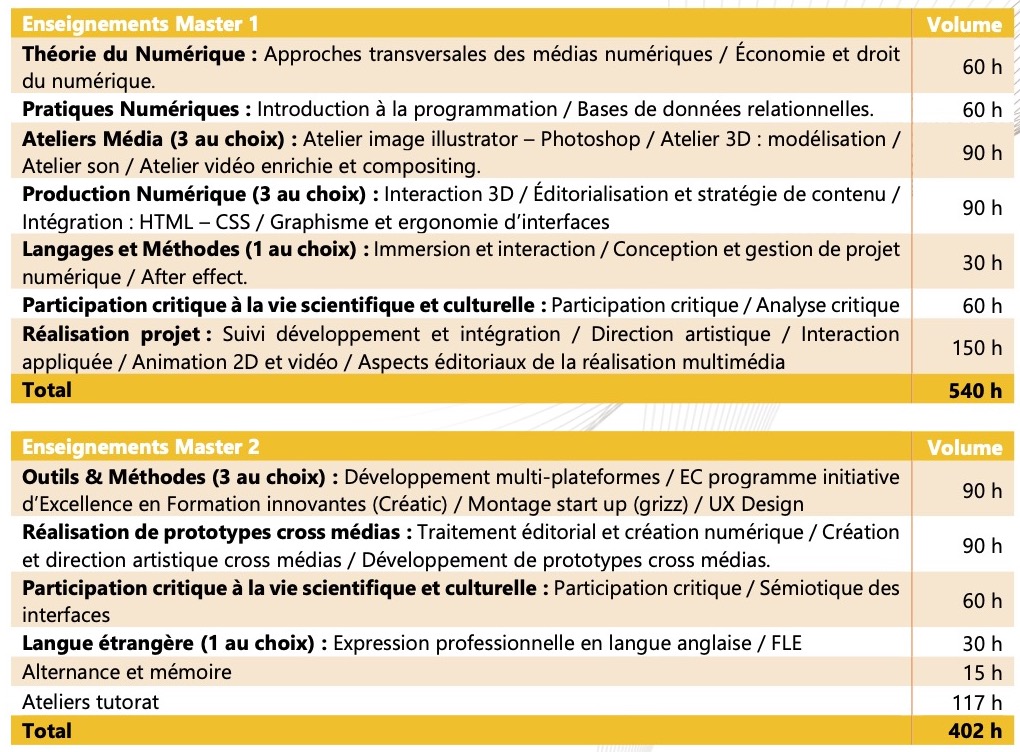 Enseignements Master 1 Volume
Théorie du Numérique : Approches transversales des médias numériques / Économie et droit
du numérique. 60 h
Pratiques Numériques : Introduction à la programmation / Bases de données relationnelles. 60 h
Ateliers Média (3 au choix) : Atelier image illustrator – Photoshop / Atelier 3D : modélisation /
Atelier son / Atelier vidéo enrichie et compositing. 90 h
Production Numérique (3 au choix) : Interaction 3D / Éditorialisation et stratégie de contenu /
Intégration : HTML – CSS / Graphisme et ergonomie d’interfaces 90 h
Langages et Méthodes (1 au choix) : Immersion et interaction / Conception et gestion de projet
numérique / After effect. 30 h
Participation critique à la vie scientifique et culturelle : Participation critique / Analyse critique 60 h
Réalisation projet : Suivi développement et intégration / Direction artistique / Interaction
appliquée / Animation 2D et vidéo / Aspects éditoriaux de la réalisation multimédia 150 h
Total 540 h
Enseignements Master 2 Volume
Outils & Méthodes (3 au choix) : Développement multi-plateformes / EC programme initiative
d’Excellence en Formation innovantes (Créatic) / Montage start up (grizz) / UX Design 90 h
Réalisation de prototypes cross médias : Traitement éditorial et création numérique / Création
et direction artistique cross médias / Développement de prototypes cross médias. 90 h
Participation critique à la vie scientifique et culturelle : Participation critique / Sémiotique des
interfaces 60 h
Langue étrangère (1 au choix) : Expression professionnelle en langue anglaise / FLE 30 h
Alternance et mémoire 15 h
Ateliers tutorat 117 h
Total 402 h